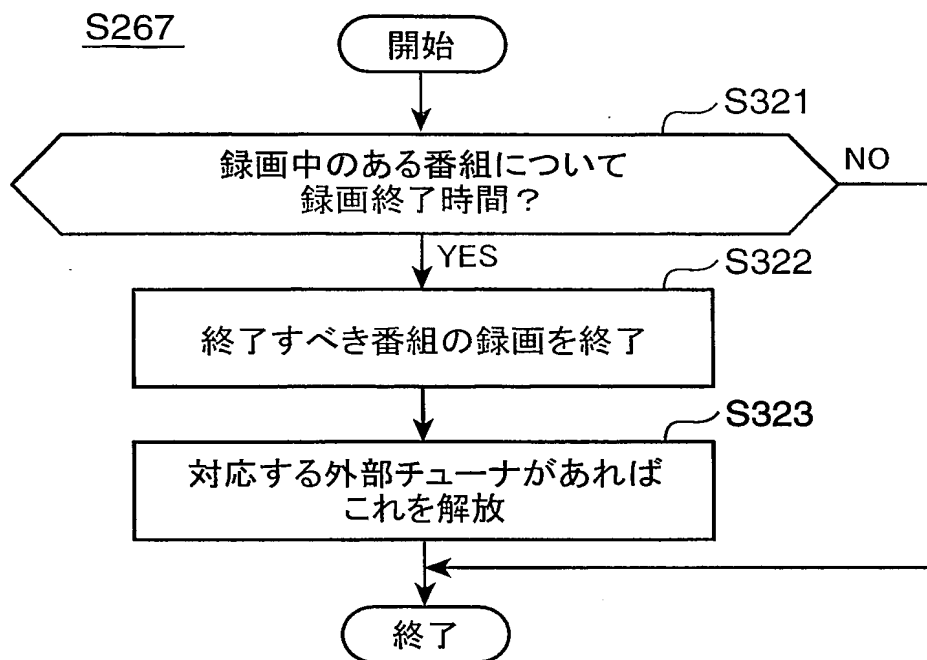 S267
開始
S321
録画中のある番組について
録画終了時間？
NO
YES
S322
終了すべき番組の録画を終了
S323
対応する外部チューナがあれば
これを解放
終了